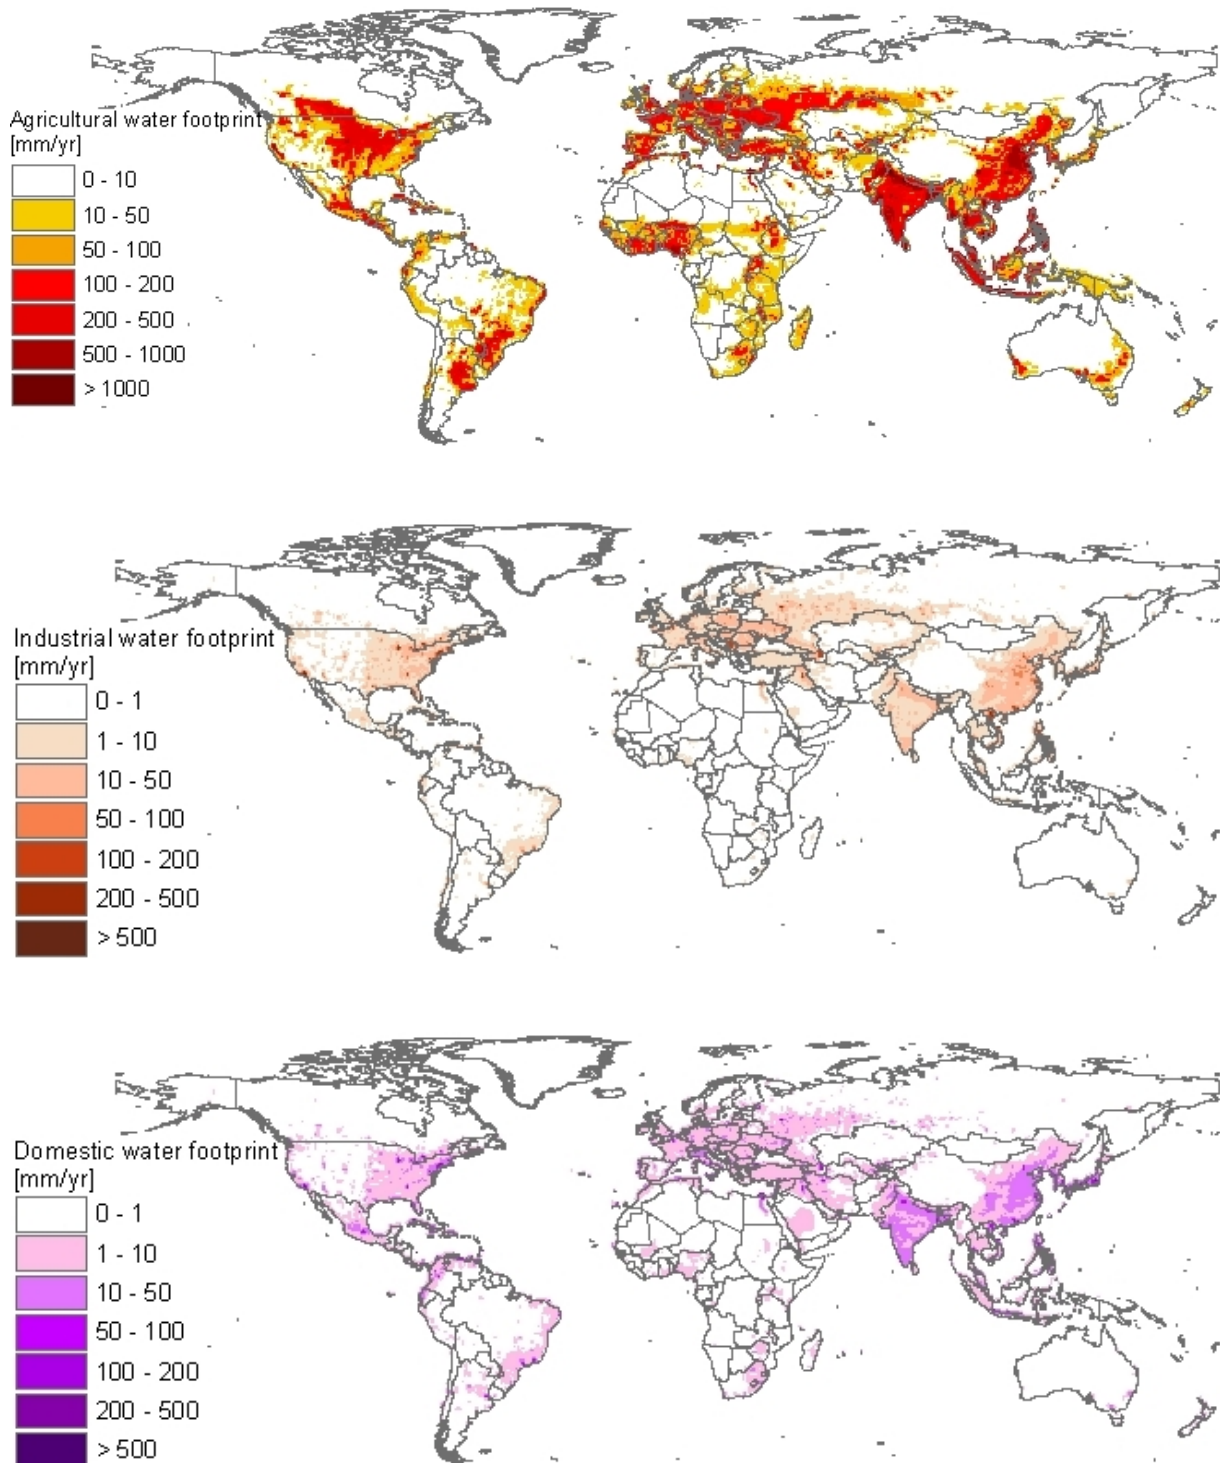 Agricultural water footprint
[mm/yr]
0 - 10
10 - 50
50 - 100
100 - 200
200 - 500
500 - 1000
> 1000
Industrial water footprint
[mm/yr]
0 - 1
1 - 10
10 - 50
50 - 100
100 - 200
200 - 500
> 500
Domestic water footprint
[mm/yr]
0 - 1
1 - 10
10 - 50
50 - 100
100 - 200
200 - 500
> 500